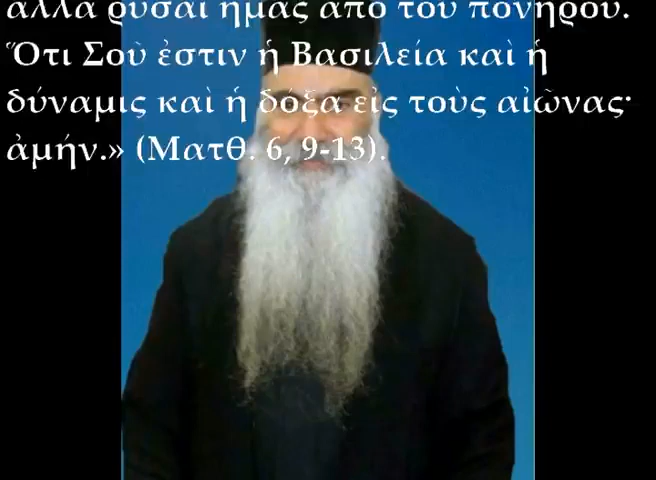 ἀλλὰ ῥῦσαι ἡμᾶς ἀπὸ τοῦ πονηροῦ.
Ὅτι Σοῦ ἐστιν ἡ Βασιλεία καὶ ἡ
δύναμις καὶ ἡ δόξα εἰς τοὺς αἰῶνας·
ἀμήν.» (Ματθ. 6, 9-13).